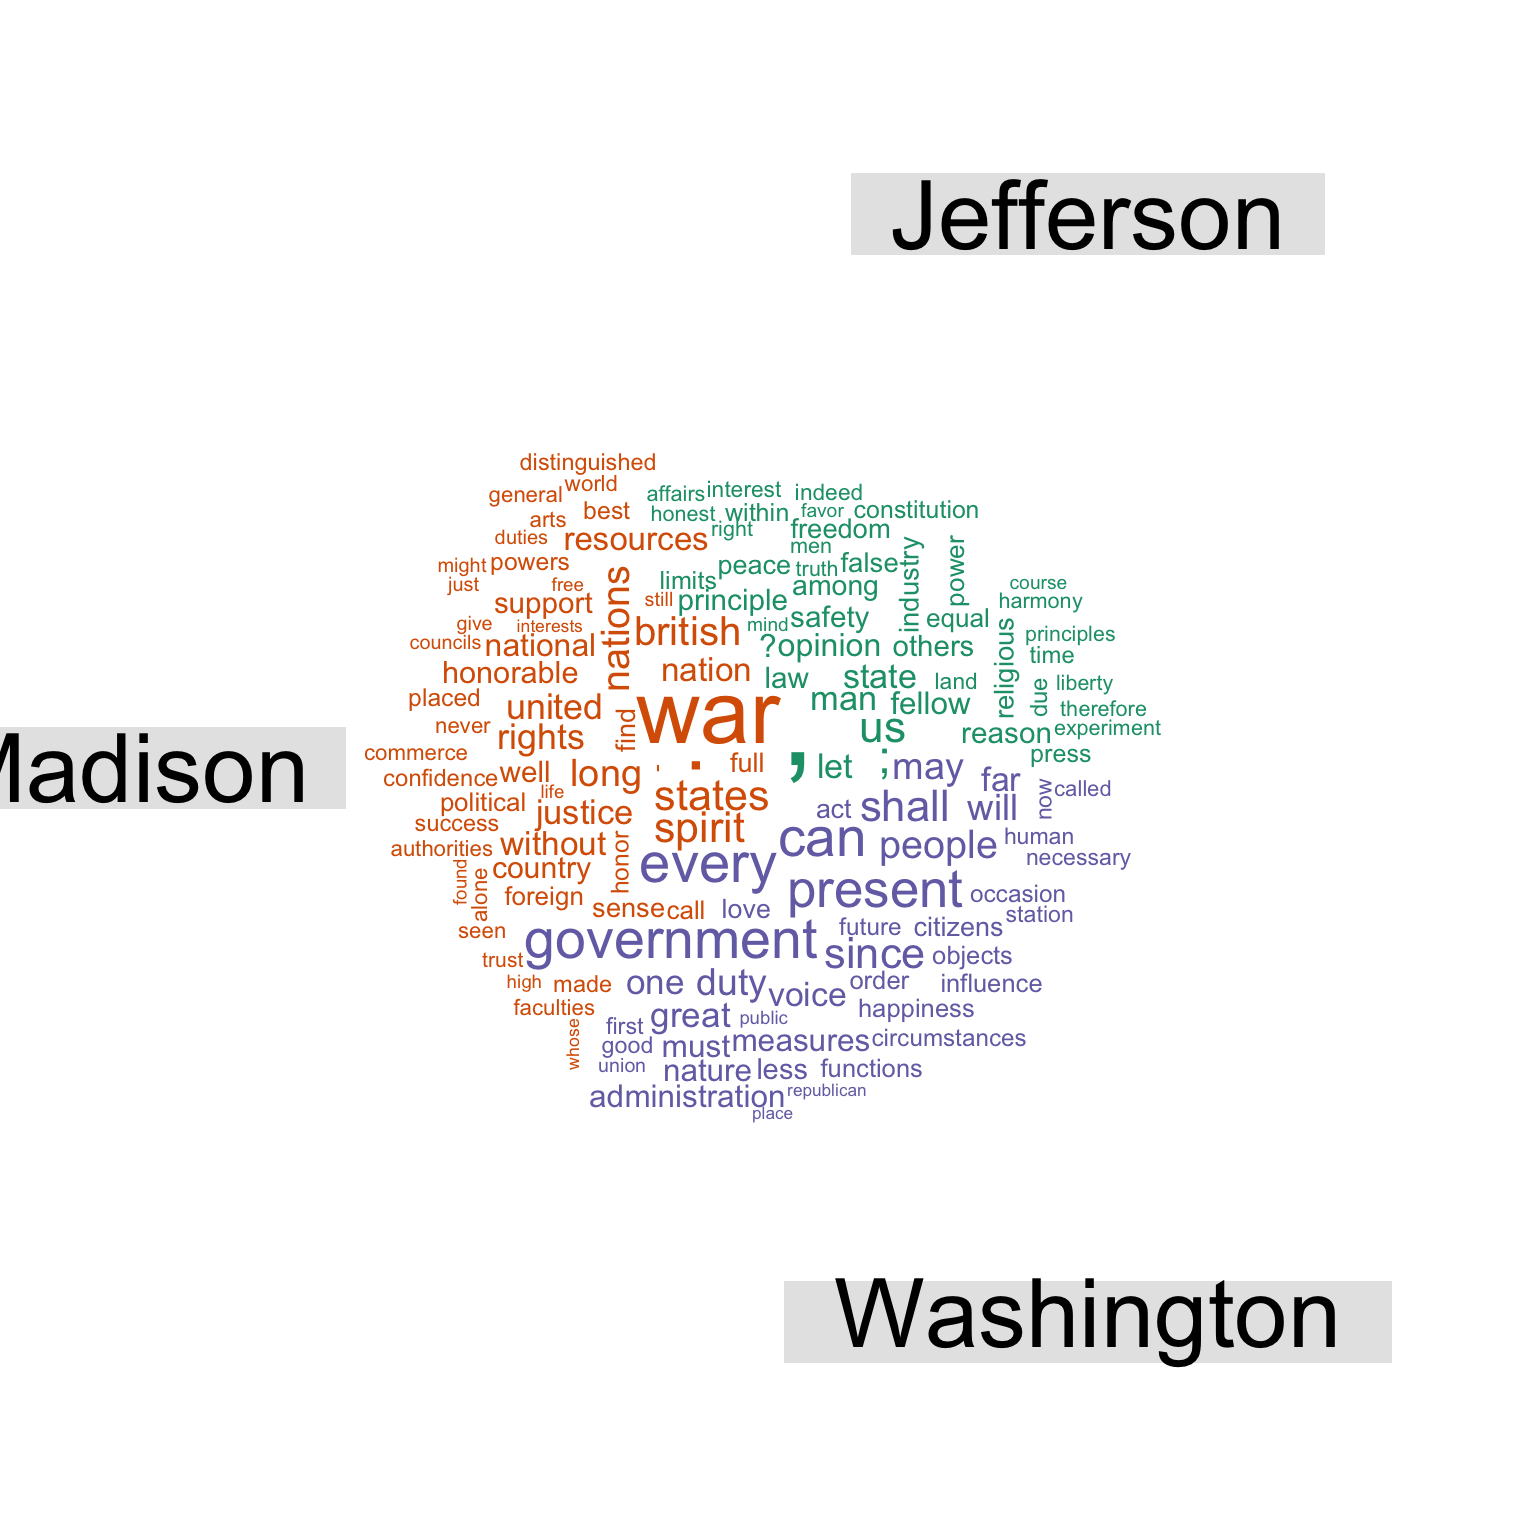 Jefferson
distinguished
world
general
affairs interest indeed
arts best honest within favor constitution
duties resources right freedom
men
might powers peace truth false industry power
just free limits among course
support still principle harmony
give interests nations british mind safety equal
councils national ?opinion others religious principles
honorable nation law state land time
placed united man fellow due liberty
never rights find war us reason therefore
experiment
commerce . full , let ; may press
Madison
confidence well long ' far now called
political life states act shall will
success justice spirit can people human
authorities without honor every necessary
found alone country present occasion
foreign sense call love station
seen government future citizens
trust since objects
high made one duty voice order influence
faculties great public happiness
whose first must measures circumstances
good
union nature less functions
administration republican
place
Washington